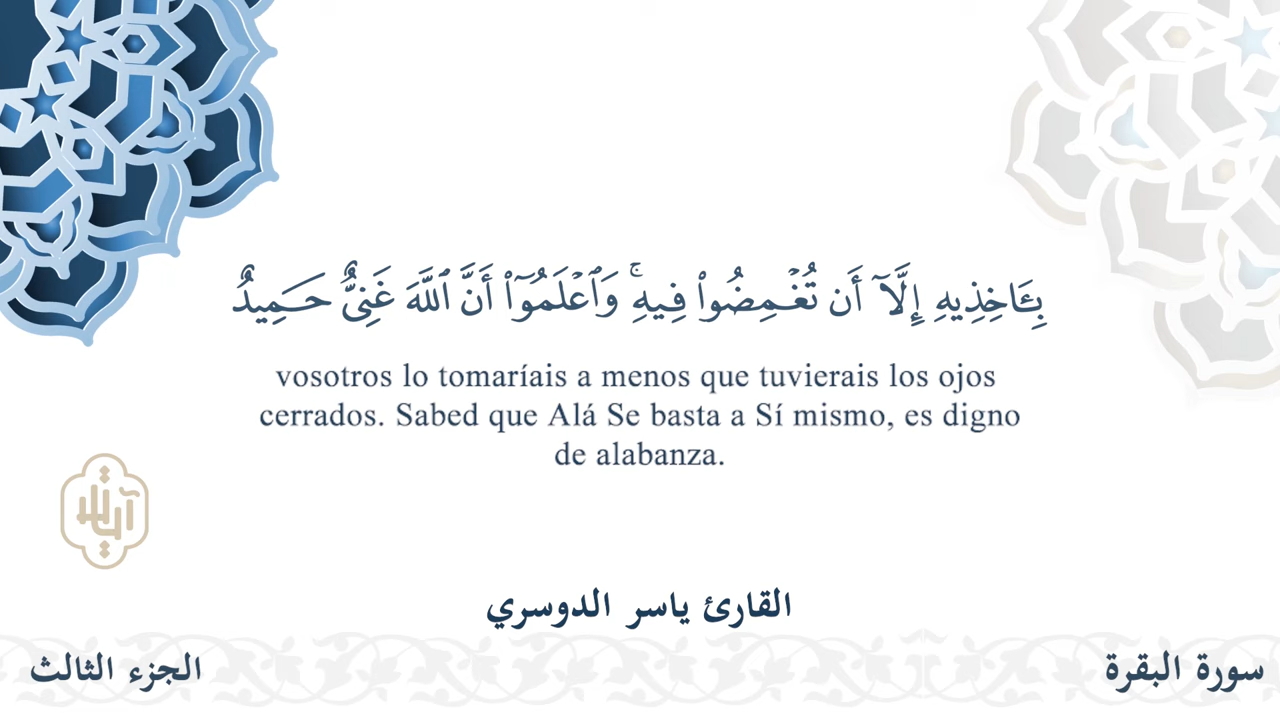 بِـَٔاخِذِيهِ إِلَّآ أَن تُغْمِضُوا۟ فِيهِ ۚ وَٱعْلَمُوٓا۟ أَنَّ ٱللَّهَ غَنِىٌّ حَمِيدٌ
vosotros lo tomaríais a menos que tuvierais los ojos
cerrados. Sabed que Alá Se basta a Sí mismo, es digno
de alabanza.
القارئ ياسر الدوسري
سورة البقرة
الجزء الثالث